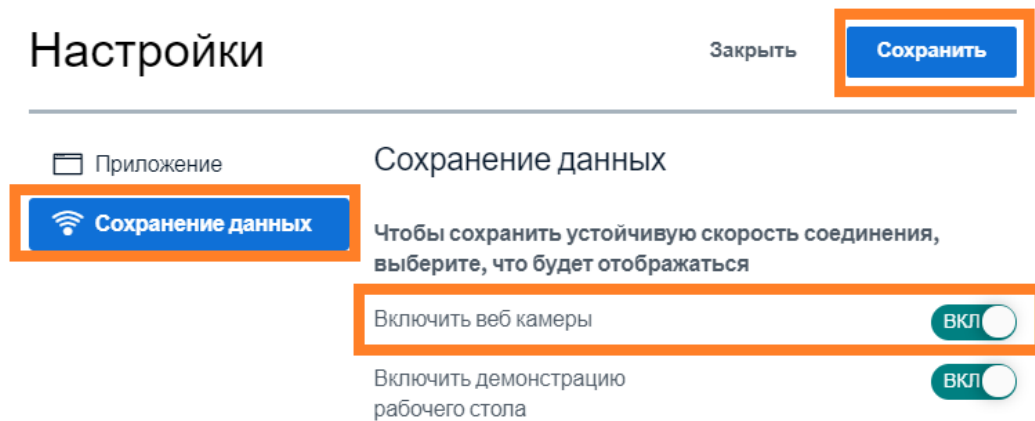 Настройки
Закрыть
Сохранить
Приложение
Сохранение данных
Сохранение данных
Чтобы сохранить устойчивую скорость соединения,
выберите, что будет отображаться
Включить веб камеры
ВКЛ
Включить демонстрацию
рабочего стола
ВКЛ